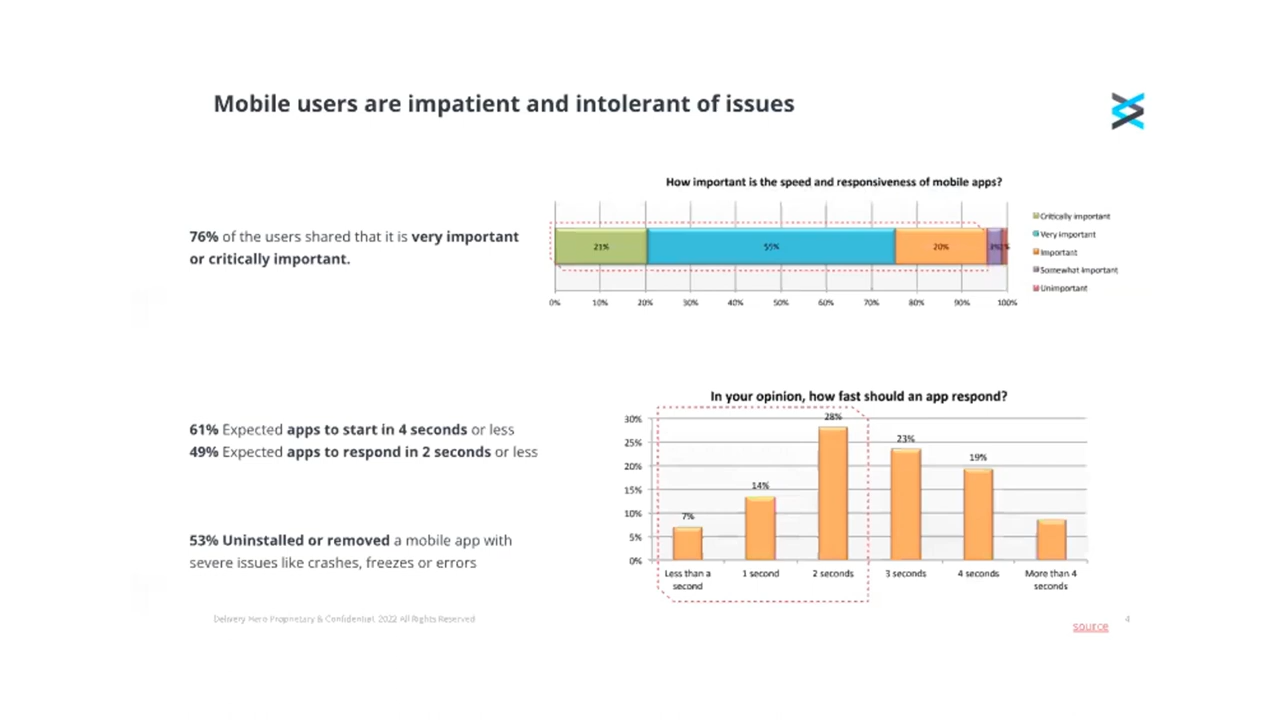 Mobile users are impatient and intolerant of issues
How important is the speed and responsiveness of mobile apps?
76% of the users shared that it is very important
or critically important.
21%
55%
20%
3%
1%
Critically important
Very important
Important
Somewhat important
Unimportant
0% 10% 20% 30% 40% 50% 60% 70% 80% 90% 100%
In your opinion, how fast should an app respond?
61% Expected apps to start in 4 seconds or less
49% Expected apps to respond in 2 seconds or less
53% Uninstalled or removed a mobile app with
severe issues like crashes, freezes or errors
30%
25%
20%
15%
10%
5%
0%
7%
14%
28%
23%
19%
Less than a
second
1 second
2 seconds
3 seconds
4 seconds
More than 4
seconds
Delivery Hero Proprietary & Confidential, 2022 All Rights Reserved
source
4